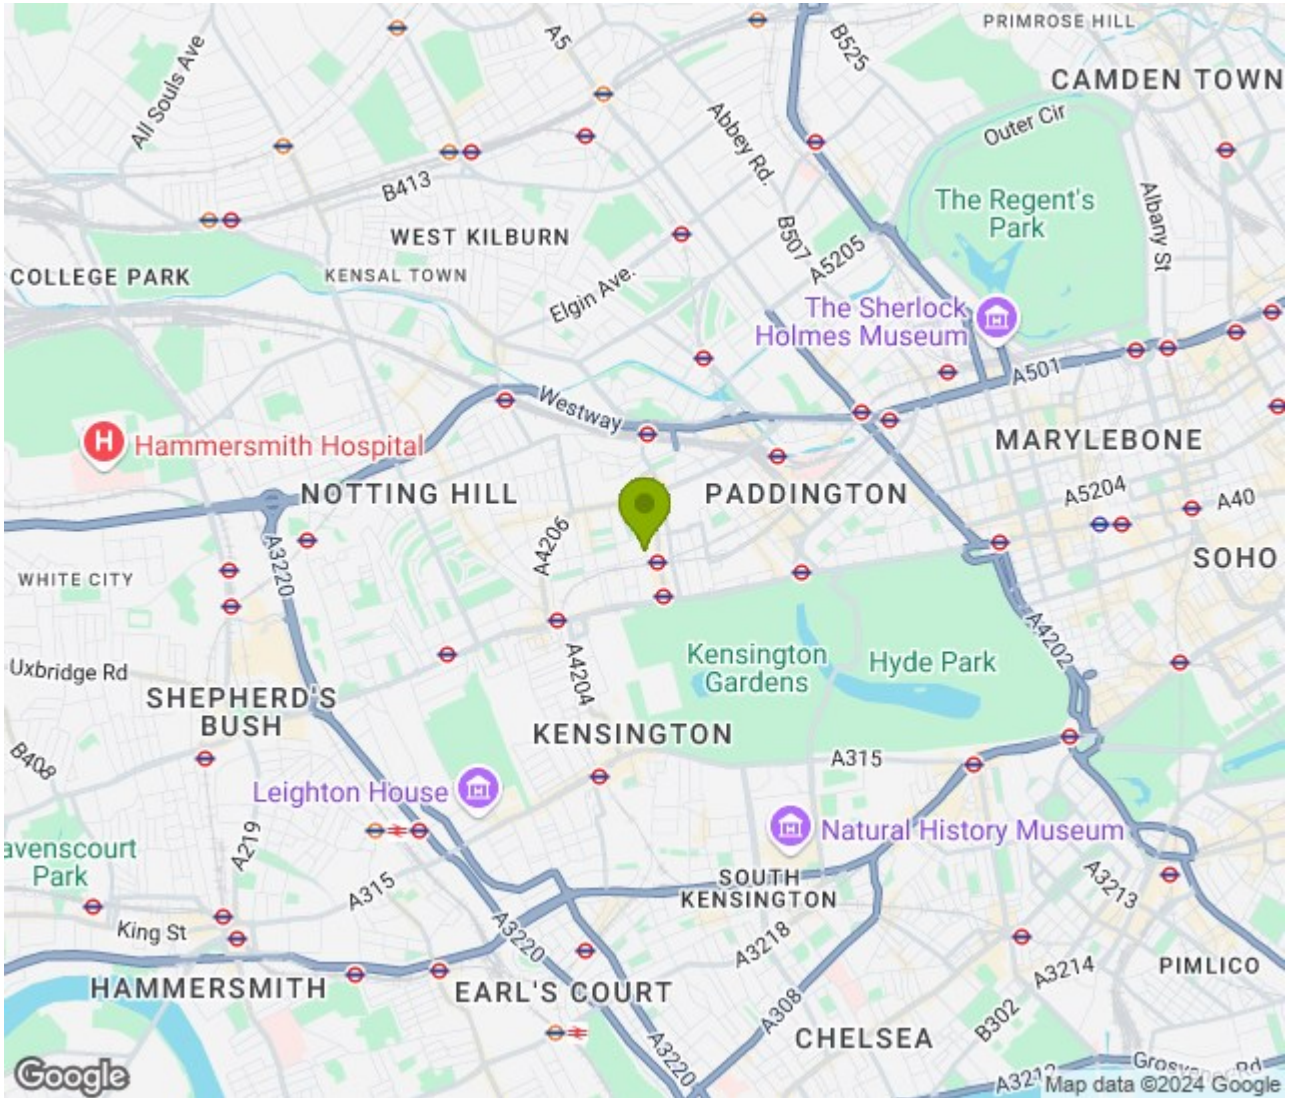 PRIMROSE HILL
B525
A5
All Souls Ave
CAMDEN TOWN
Abbey Rd.
Outer Cir
B413
The Regent's
Park
Albany St
WEST KILBURN
B507
A5205
COLLEGE PARK
KENSAL TOWN
Elgin Ave.
The Sherlock
Holmes Museum
A501
Westway
H
Hammersmith Hospital
MARYLEBONE
NOTTING HILL
PADDINGTON
A5204
A40
A4206
SOHO
WHITE CITY
A3220
A4202
Kensington
Gardens
Hyde Park
Uxbridge Rd
A4204
SHEPHERD'S
BUSH
KENSINGTON
B408
A315
Leighton House
Natural History Museum
A219
avenscourt
Park
A315
SOUTH
KENSINGTON
A3213
King St
A3220
A3218
A3214
PIMLICO
HAMMERSMITH
EARL'S COURT
A308
B302
CHELSEA
A3220
Grosvenor Rd
A3212
Google
Map data ©2024 Google